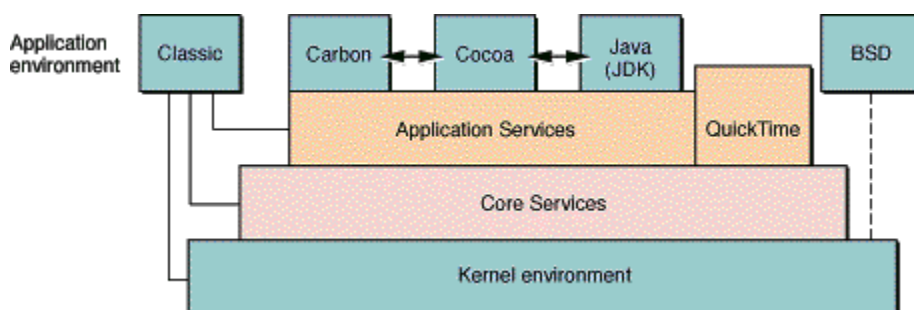 Application
environment
Classic
Carbon
Cocoa
Java
(JDK)
BSD
Application Services
QuickTime
Core Services
Kernel environment